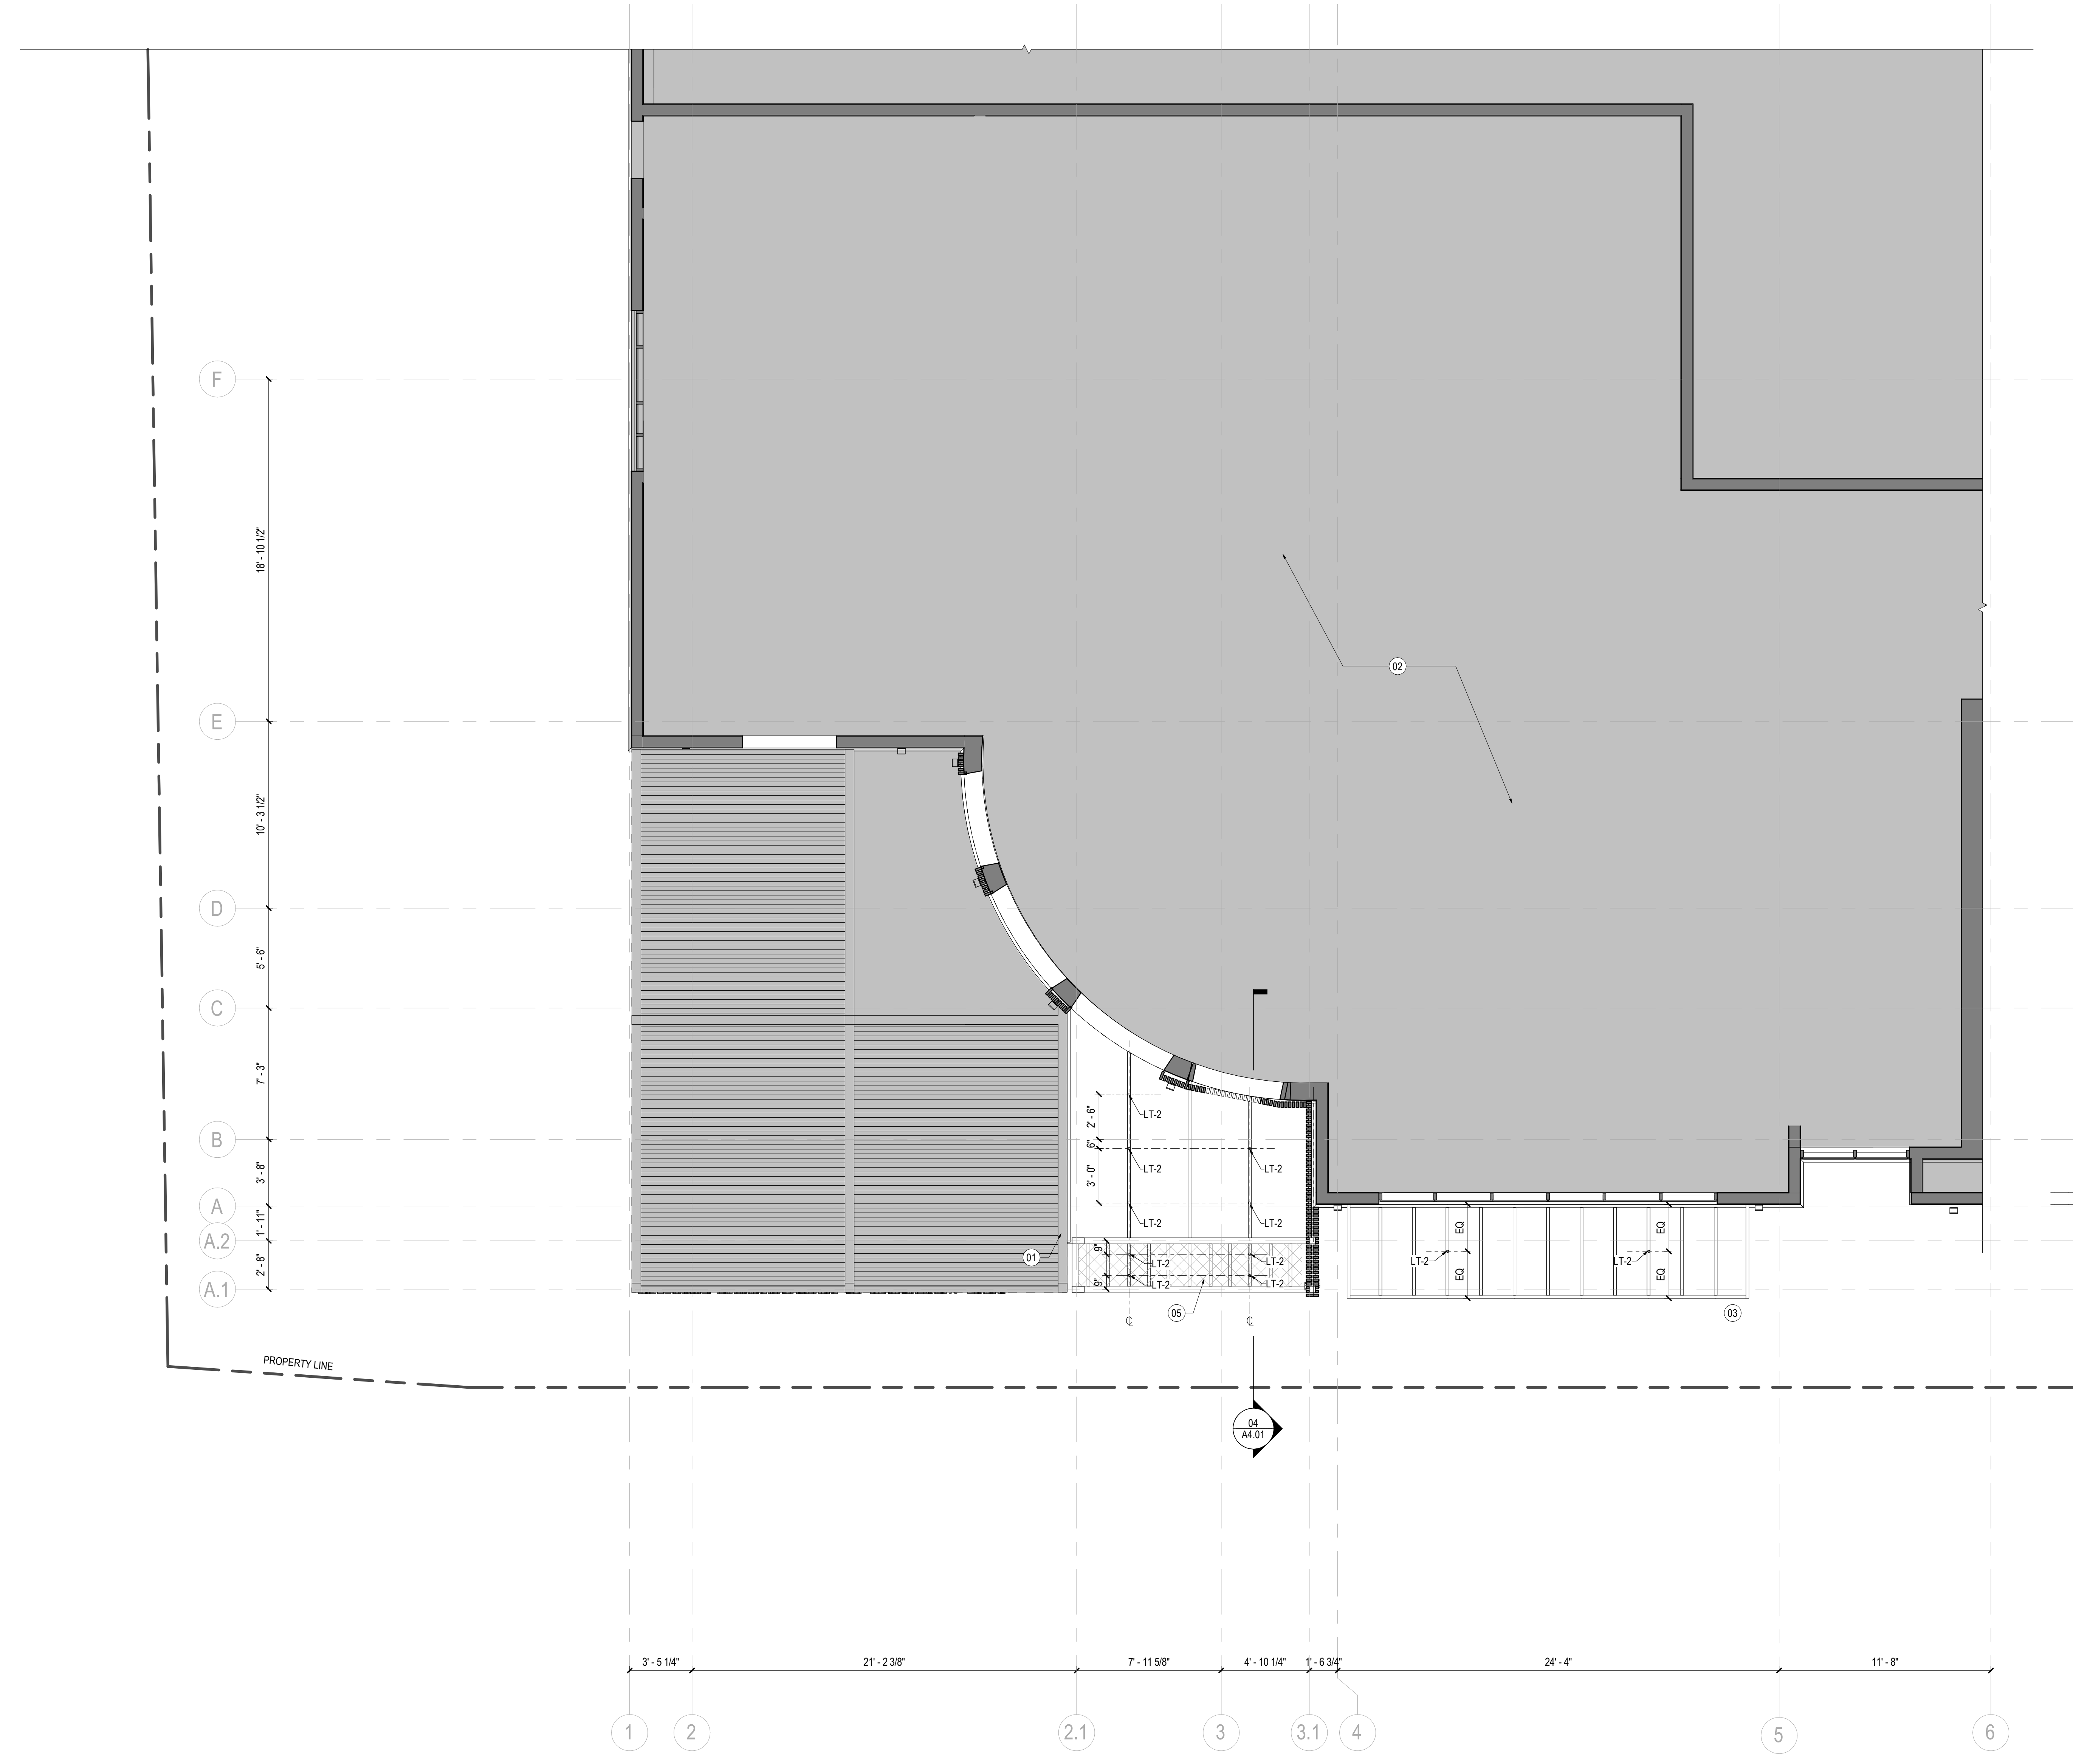 F
18' - 10 1/2"
02
E
10' - 3 1/2"
D
5' - 6"
C
7' - 3"
2' - 6"
LT-2
B
6"
3' - 8"
3' - 0"
LT-2
LT-2
A
1' - 11"
LT-2
LT-2
EQ
EQ
A.2
9"
01
2' - 8"
LT-2
LT-2
LT-2
LT-2
9"
LT-2
LT-2
EQ
EQ
A.1
05
03
℄
℄
PROPERTY LINE
04
A4.01
3' - 5 1/4"
21' - 2 3/8"
7' - 11 5/8"
4' - 10 1/4"
1' - 6 3/4"
24' - 4"
11' - 8"
1
2
2.1
3
3.1
4
5
6